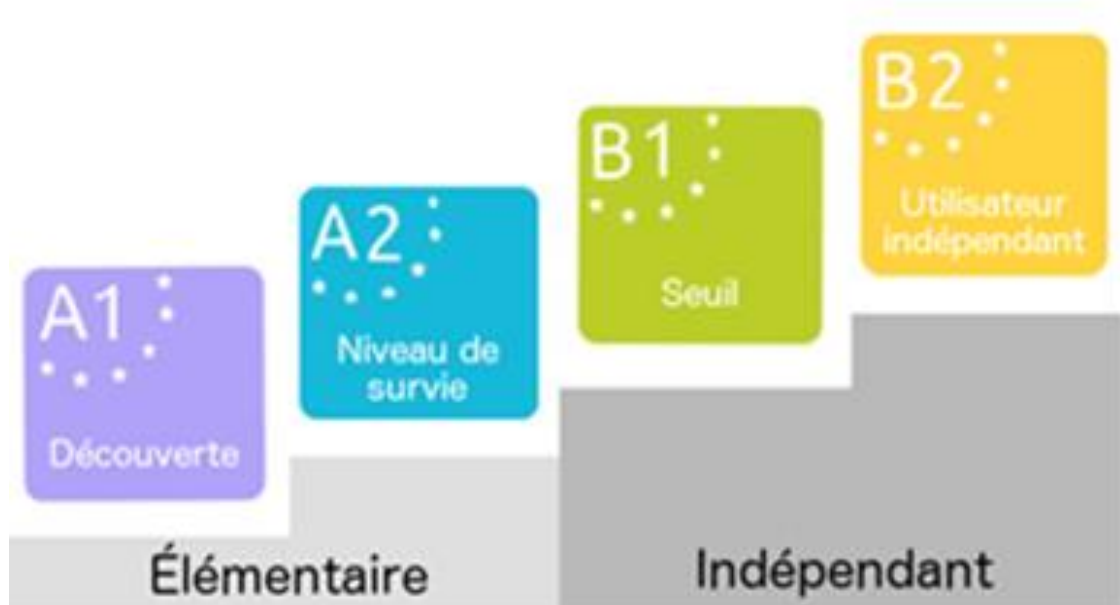 A1
Découverte
A2
Niveau de
survie
B1
Seuil
B2
Utilisateur
indépendant
Élémentaire
Indépendant